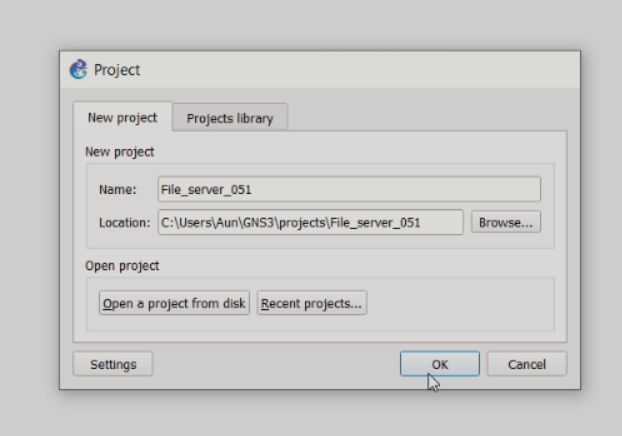 Project
New project Projects library
New project
Name: File_server_051
Location: C:\Users\Aun\GNS3\projects\File_server_051 Browse...
Open project
Open a project from disk Recent projects...
Settings OK Cancel